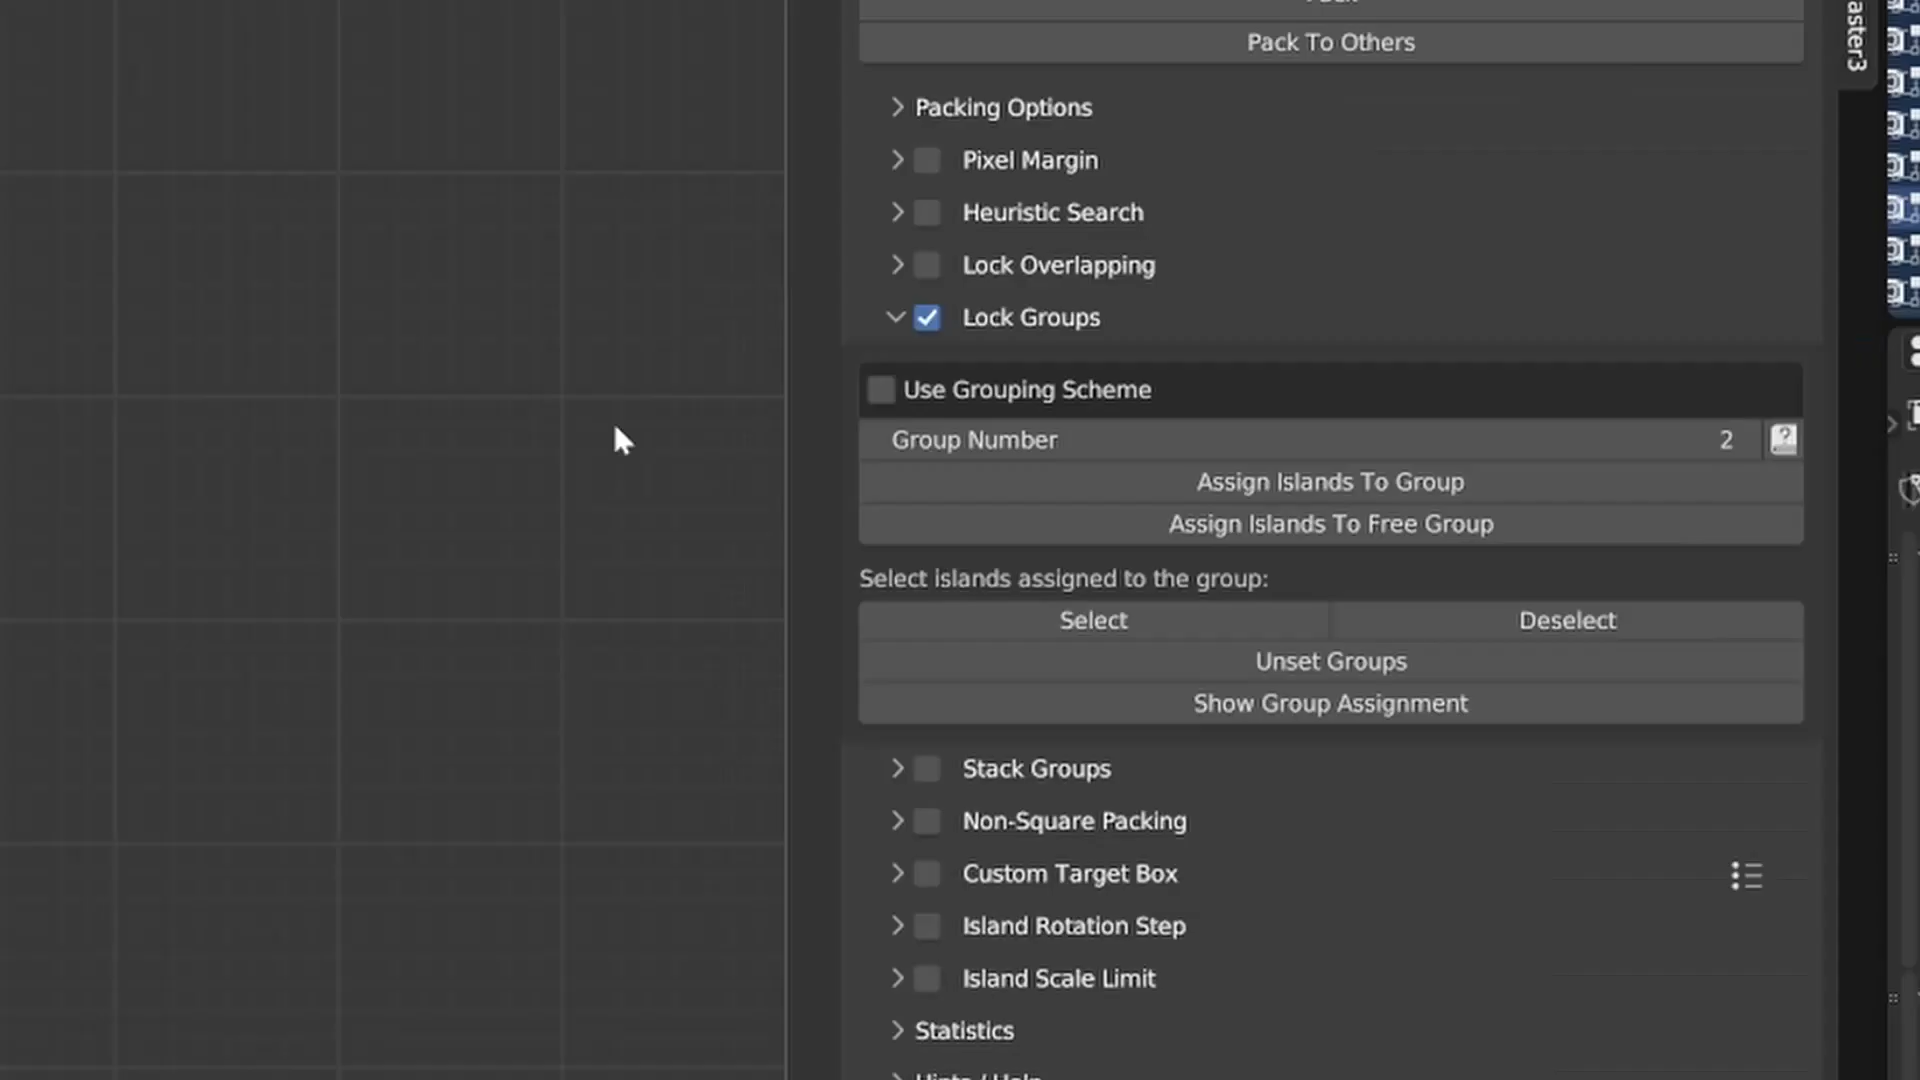 Pack To Others
aster3
Packing Options
Pixel Margin
Heuristic Search
Lock Overlapping
Lock Groups
Use Grouping Scheme
Group Number 2
Assign Islands To Group
Assign Islands To Free Group
Select islands assigned to the group:
Select Deselect
Unset Groups
Show Group Assignment
Stack Groups
Non-Square Packing
Custom Target Box
Island Rotation Step
Island Scale Limit
Statistics